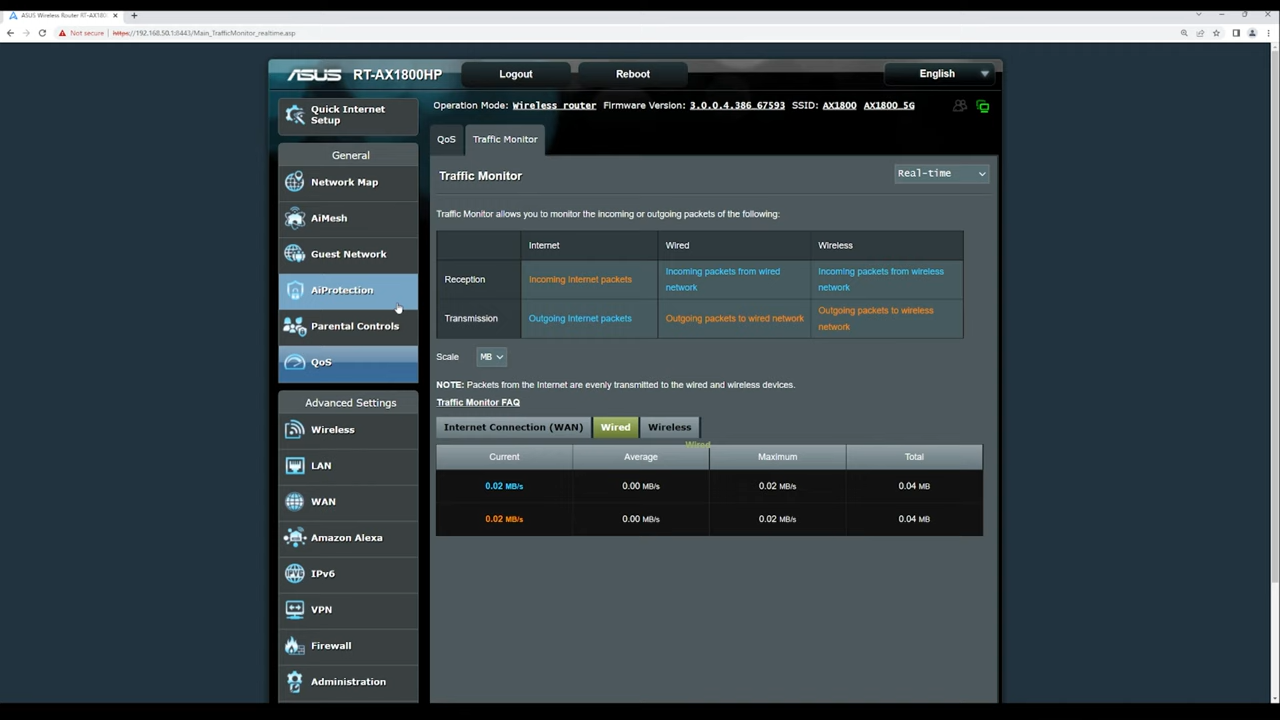 ASUS Wireless Router RT-AX180
Not secure
https://192.168.50.1:8443/Main_TrafficMonitor_realtime.asp
ASUS RT-AX1800HP
Logout
Reboot
English
Quick Internet
Setup
Operation Mode: Wireless router Firmware Version: 3.0.0.4.386_67593 SSID: AX1800 AX1800_5G
General
Network Map
AiMesh
Guest Network
AiProtection
Parental Controls
QoS
Advanced Settings
Wireless
LAN
WAN
Amazon Alexa
IPv6
VPN
Firewall
Administration
QoS
Traffic Monitor
Traffic Monitor
Real-time
Traffic Monitor allows you to monitor the incoming or outgoing packets of the following:
Internet Wired Wireless
Reception
Incoming Internet packets
Incoming packets from wired
network
Incoming packets from wireless
network
Transmission
Outgoing Internet packets
Outgoing packets to wired network
Outgoing packets to wireless
network
Scale MB
NOTE: Packets from the Internet are evenly transmitted to the wired and wireless devices.
Traffic Monitor FAQ
Internet Connection (WAN) Wired Wireless
Wired
Current Average Maximum Total
0.02 MB/s 0.00 MB/s 0.02 MB/s 0.04 MB
0.02 MB/s 0.00 MB/s 0.02 MB/s 0.04 MB